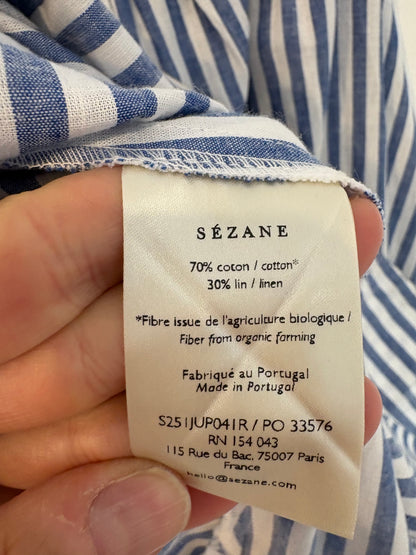 SÉZANE
70% coton / cotton*
30% lin / linen
*Fibre issue de l'agriculture biologique /
Fiber from organic farming
Fabriqué au Portugal
Made in Portugal
S251JUP041R / PO 33576
RN 154 043
115 Rue du Bac, 75007 Paris
France
hello@sezane.com